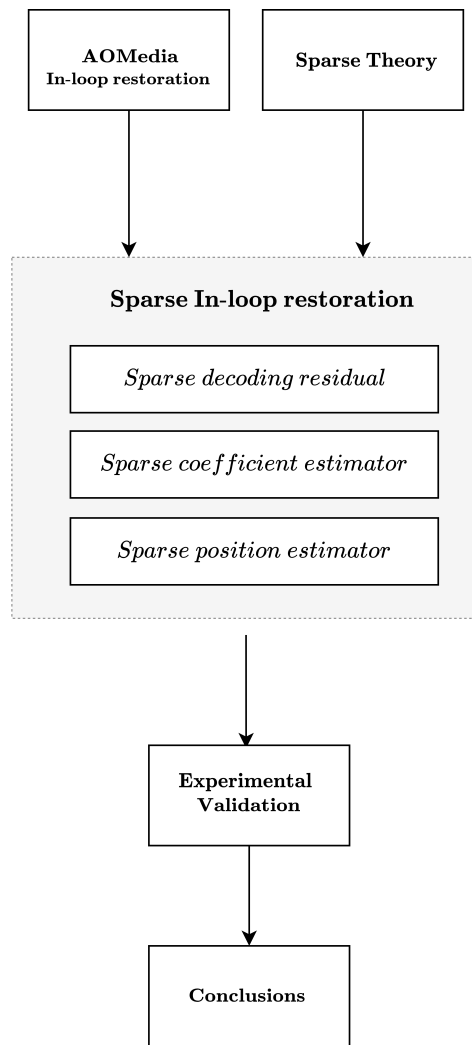 AOMedia
In-loop restoration
Sparse Theory
Sparse In-loop restoration
Sparse decoding residual
Sparse coefficient estimator
Sparse position estimator
Experimental
Validation
Conclusions